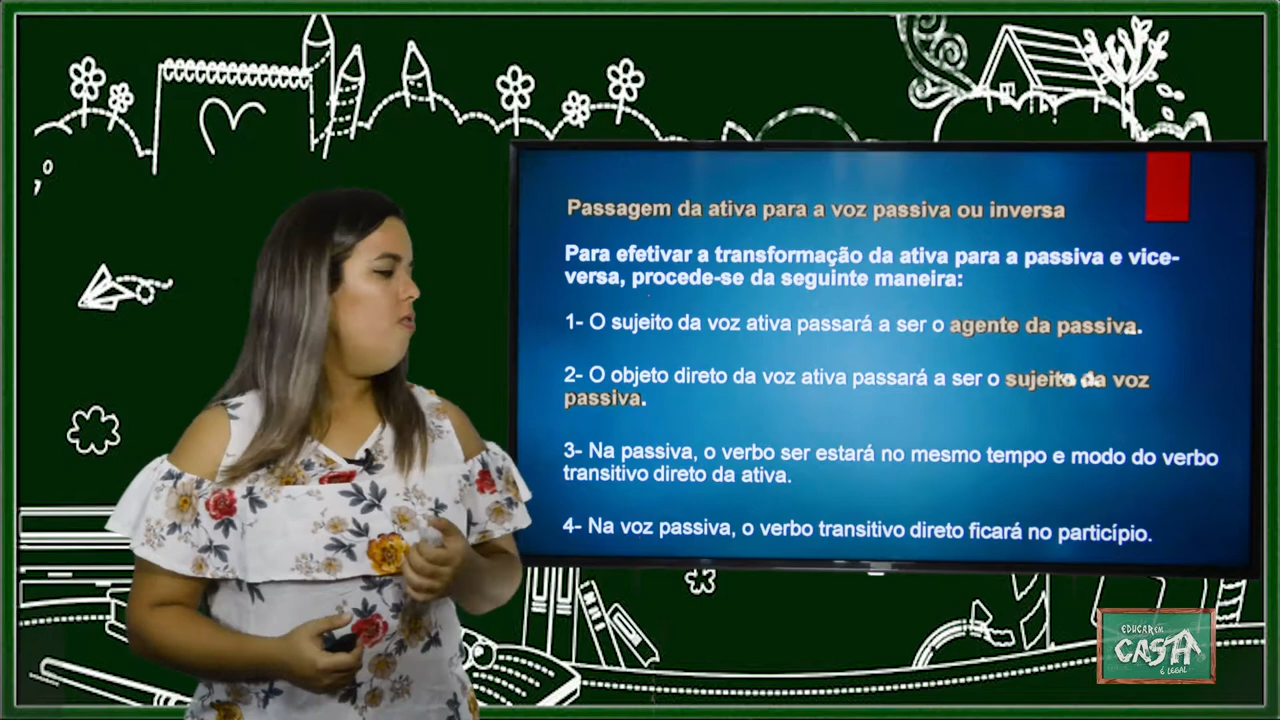 Passagem da ativa para a voz passiva ou inversa
Para efetivar a transformação da ativa para a passiva e vice-
versa, procede-se da seguinte maneira:
1- O sujeito da voz ativa passará a ser o agente da passiva.
2- O objeto direto da voz ativa passará a ser o sujeito da voz
passiva.
3- Na passiva, o verbo ser estará no mesmo tempo e modo do verbo
transitivo direto da ativa.
4- Na voz passiva, o verbo transitivo direto ficará no particípio.
EDUCAR EM
CASA
É LEGAL